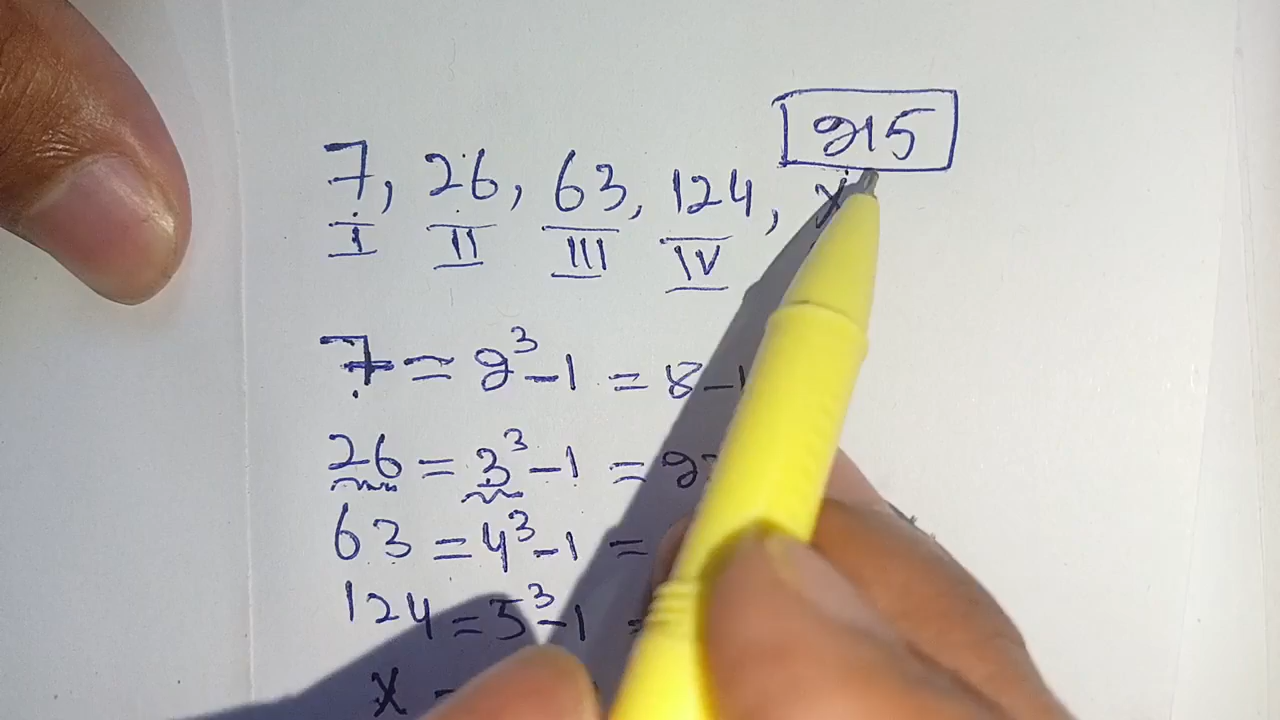 215
7, 26, 63, 124, x
I II III IV
7 = 2³ - 1 = 8 - 1
26 = 3³ - 1 = 27
63 = 4³ - 1 =
124 = 5³ - 1 =
x =